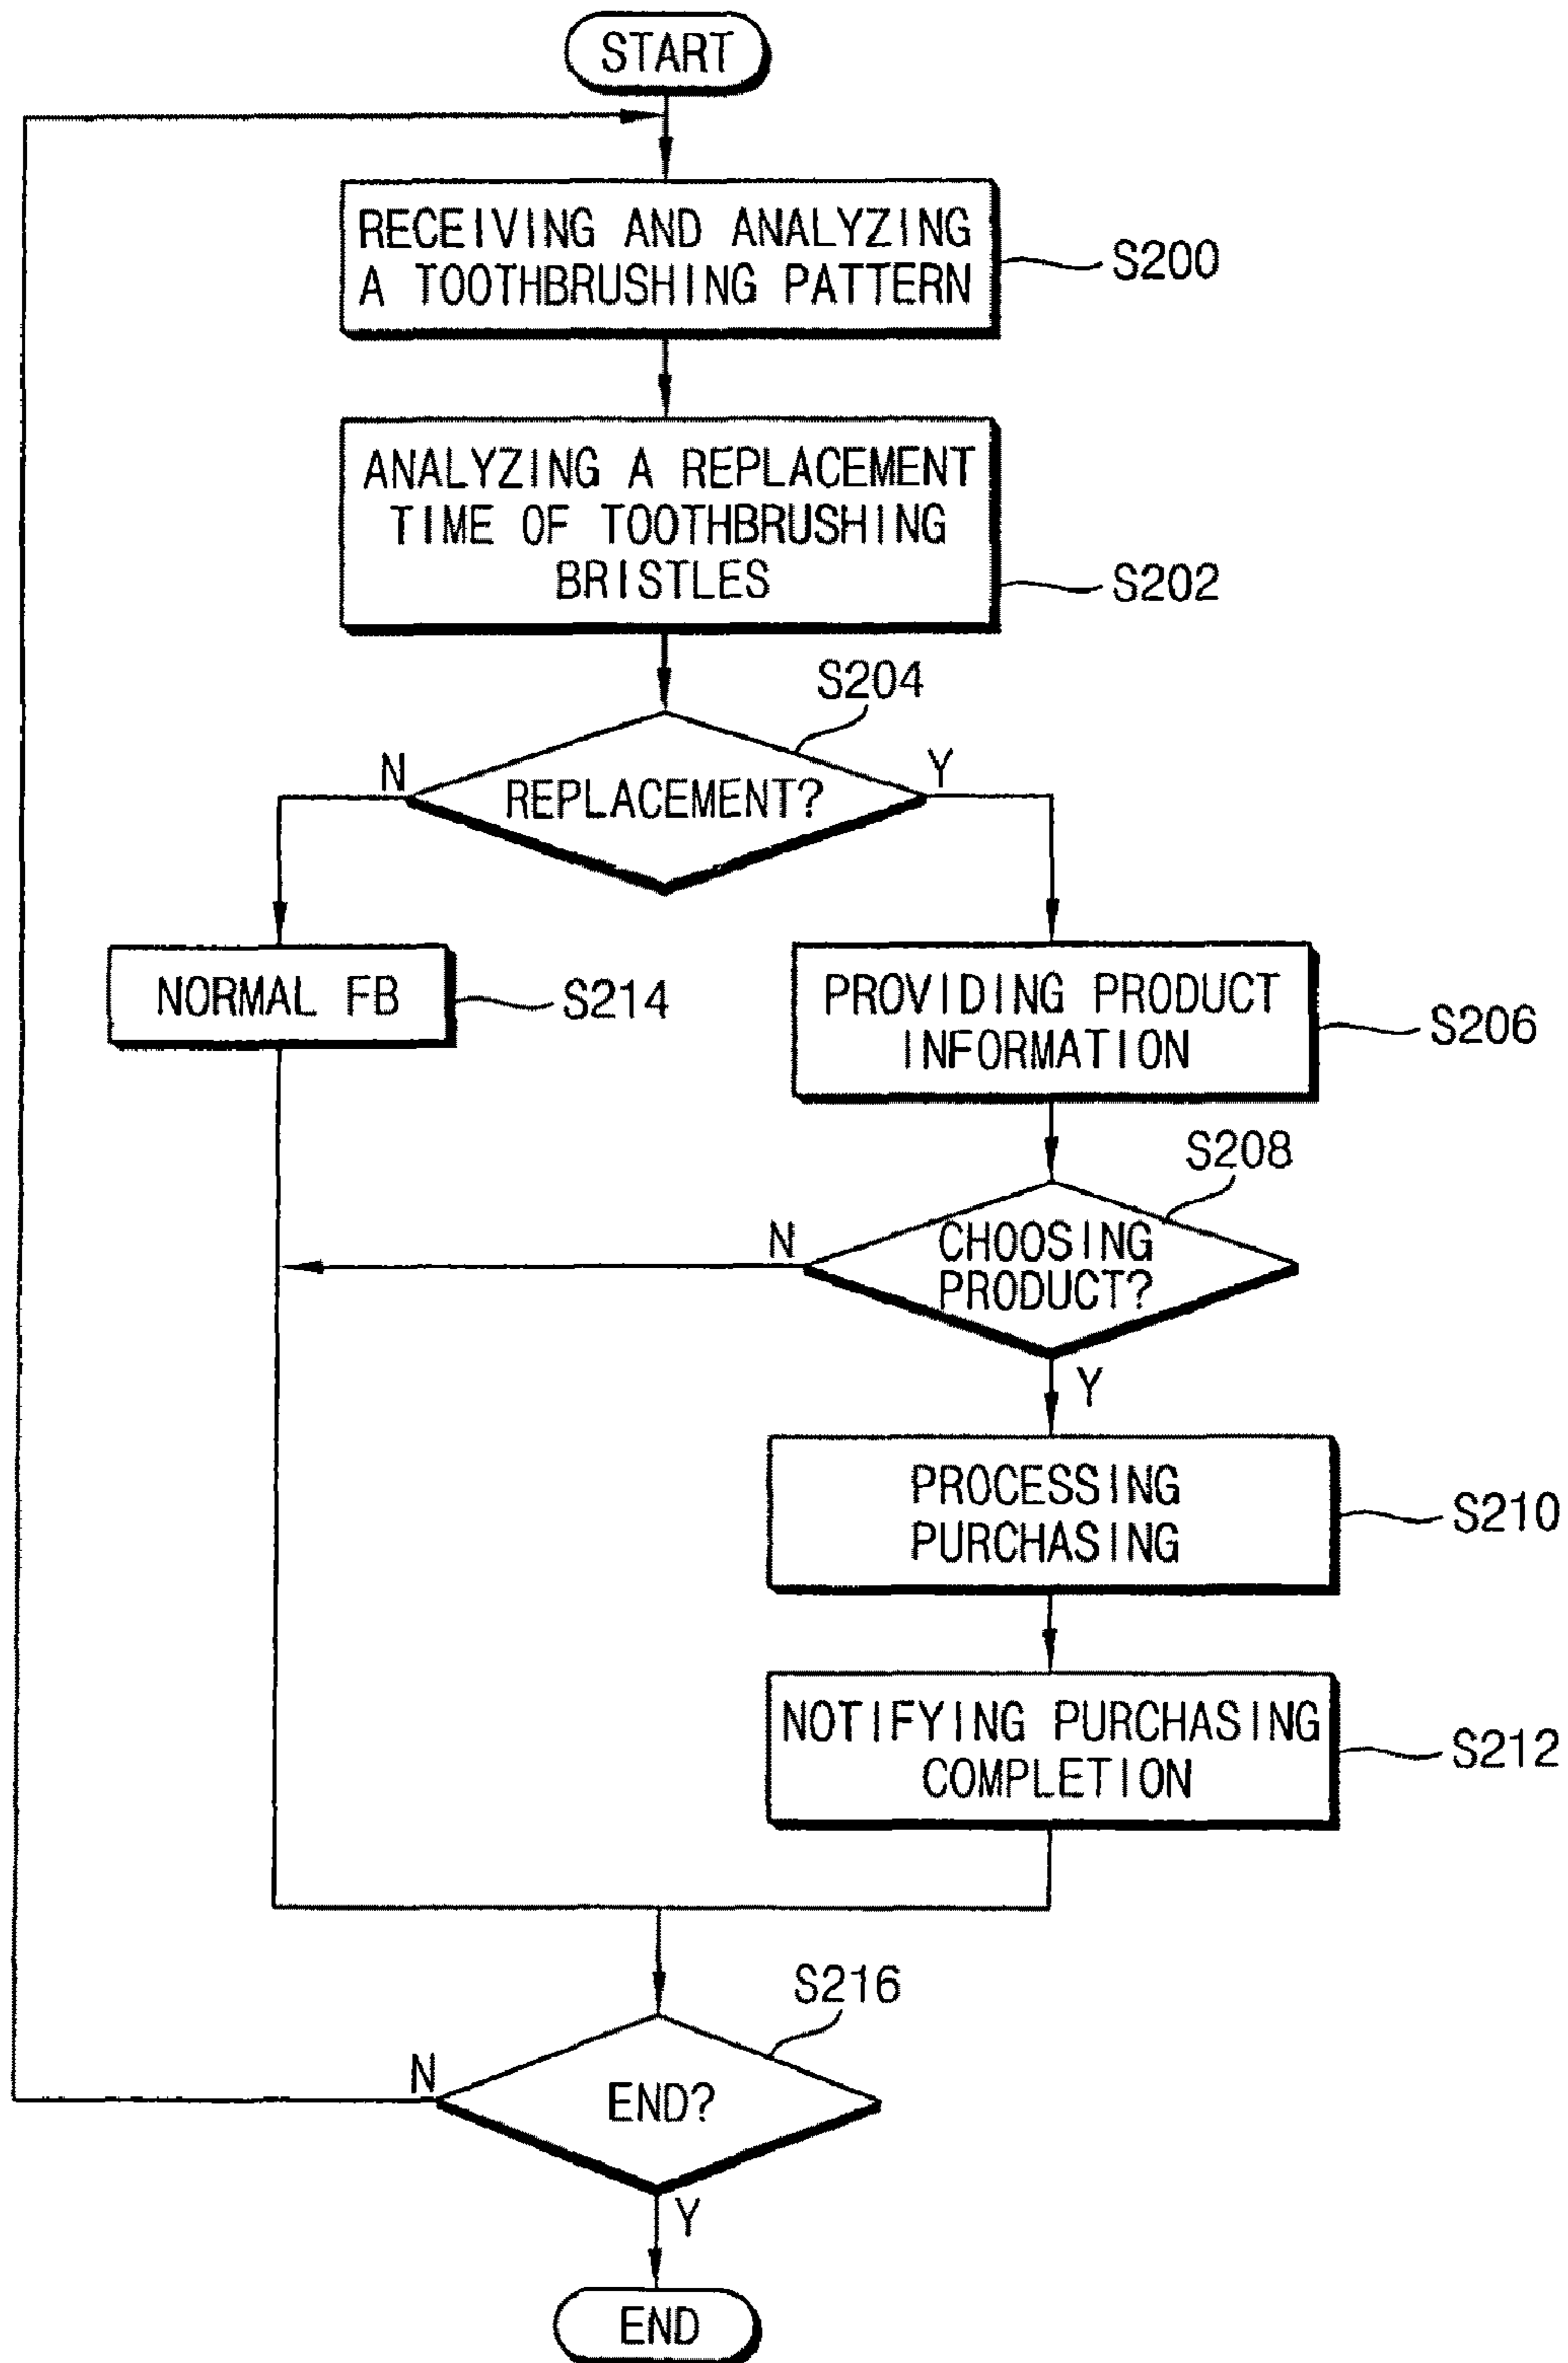 START
RECEIVING AND ANALYZING
A TOOTHBRUSHING PATTERN
S200
ANALYZING A REPLACEMENT
TIME OF TOOTHBRUSHING
BRISTLES
S202
S204
N
REPLACEMENT?
Y
NORMAL FB
S214
PROVIDING PRODUCT
INFORMATION
S206
S208
N
CHOOSING
PRODUCT?
Y
PROCESSING
PURCHASING
S210
NOTIFYING PURCHASING
COMPLETION
S212
S216
N
END?
Y
END